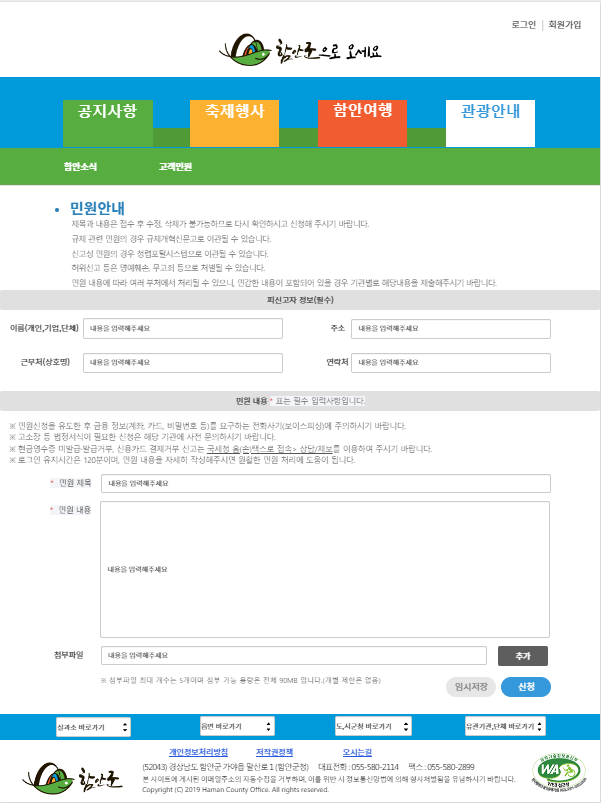 로그인 | 회원가입
함안군으로 오세요
공지사항 축제행사 함안여행 관광안내
함안소식 고객민원
• 민원안내
제목과 내용은 접수 후 수정, 삭제가 불가능하므로 다시 확인하시고 신청해 주시기 바랍니다.
규제 관련 민원의 경우 규제개혁신문고로 이관될 수 있습니다.
신고성 민원의 경우 청렴포털시스템으로 이관될 수 있습니다.
허위신고 등은 명예훼손, 무고죄 등으로 처벌될 수 있습니다.
민원 내용에 따라 여러 부처에서 처리될 수 있으니, 민감한 내용이 포함되어 있을 경우 기관별로 해당내용을 제출해주시기 바랍니다.
피신고자 정보(필수)
이름(개인,기업,단체) 내용을 입력해주세요 주소 내용을 입력해주세요
근무처(상호명) 내용을 입력해주세요 연락처 내용을 입력해주세요
민원 내용 * 표는 필수 입력사항입니다.
※ 민원신청을 유도한 후 금융 정보(계좌, 카드, 비밀번호 등)를 요구하는 전화사기(보이스피싱)에 주의하시기 바랍니다.
※ 고소장 등 법정서식이 필요한 신청은 해당 기관에 사전 문의하시기 바랍니다.
※ 현금영수증 미발급·발급거부, 신용카드 결제거부 신고는 국세청 홈(손)택스로 접속> 상담/제보를 이용하여 주시기 바랍니다.
※ 로그인 유지시간은 120분이며, 민원 내용을 자세히 작성해주시면 원활한 민원 처리에 도움이 됩니다.
* 민원 제목 내용을 입력해주세요
* 민원 내용
내용을 입력해주세요
첨부파일 내용을 입력해주세요 추가
※ 첨부파일 최대 개수는 5개이며 첨부 가능 용량은 전체 90MB 입니다.(개별 제한은 없음)
임시저장 신청
실과소 바로가기 읍면 바로가기 도,시군청 바로가기 유관기관,단체 바로가기
개인정보처리방침 저작권정책 오시는길
(52043) 경상남도 함안군 가야읍 말산로 1 (함안군청) 대표전화 : 055-580-2114 팩스 : 055-580-2899
본 사이트에 게시된 이메일주소의 자동수집을 거부하며, 이를 위반 시 정보통신망법에 의해 형사처벌됨을 유념하시기 바랍니다.
Copyright (C) 2019 Haman County Office. All rights reserved.
함안군
WA
WEB 접근성